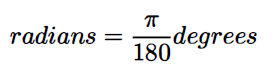 radians = π/180 degrees